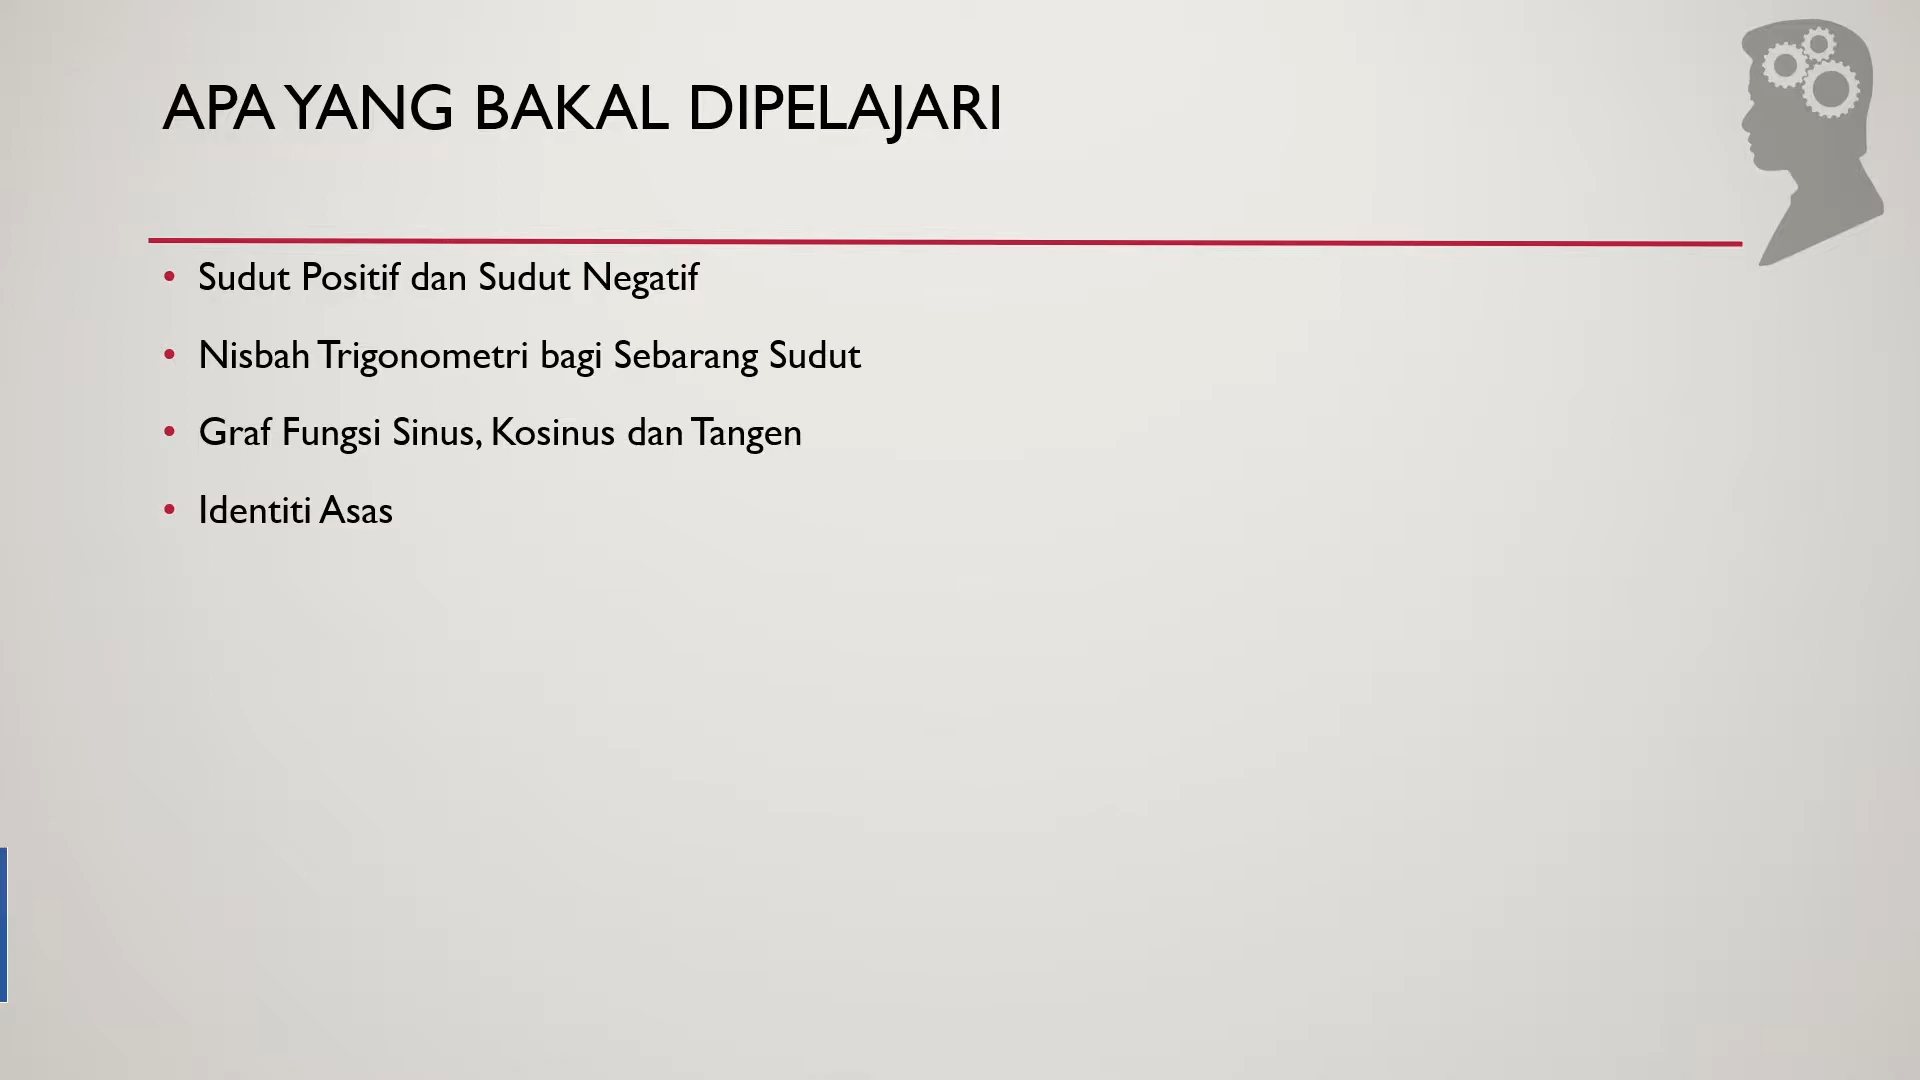 APA YANG BAKAL DIPELAJARI
• Sudut Positif dan Sudut Negatif
• Nisbah Trigonometri bagi Sebarang Sudut
• Graf Fungsi Sinus, Kosinus dan Tangen
• Identiti Asas